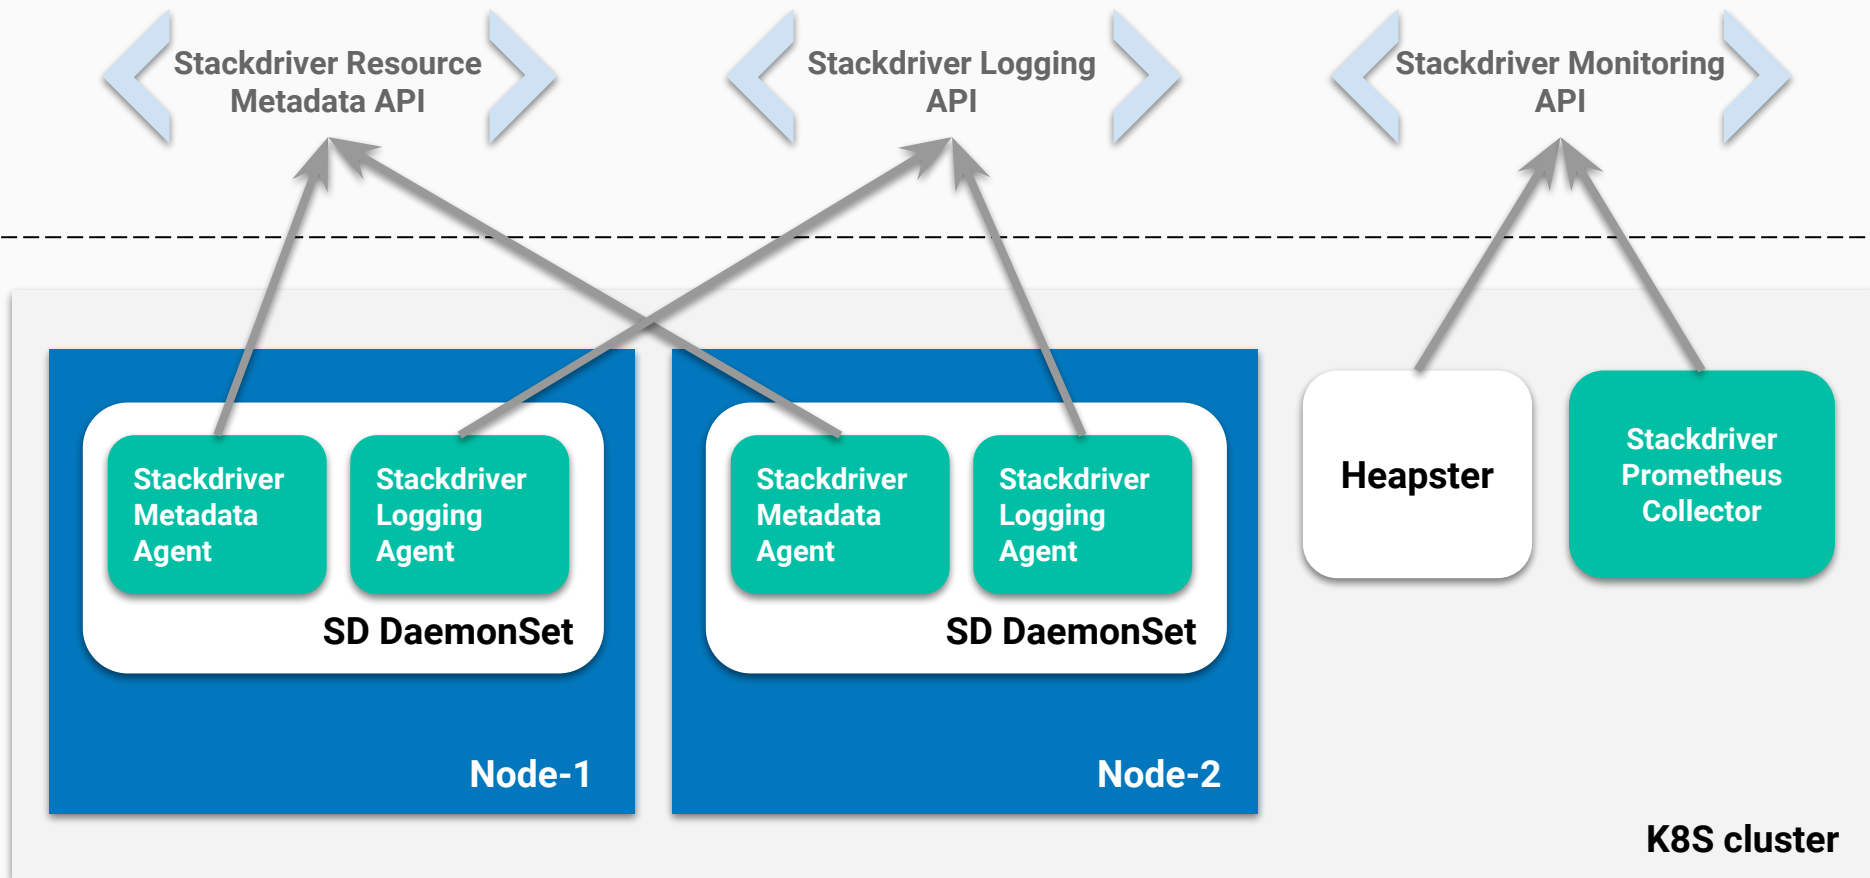 Stackdriver Resource
Metadata API
Stackdriver Logging
API
Stackdriver Monitoring
API
Stackdriver
Metadata
Agent
Stackdriver
Logging
Agent
SD DaemonSet
Node-1
Stackdriver
Metadata
Agent
Stackdriver
Logging
Agent
SD DaemonSet
Node-2
Heapster
Stackdriver
Prometheus
Collector
K8S cluster